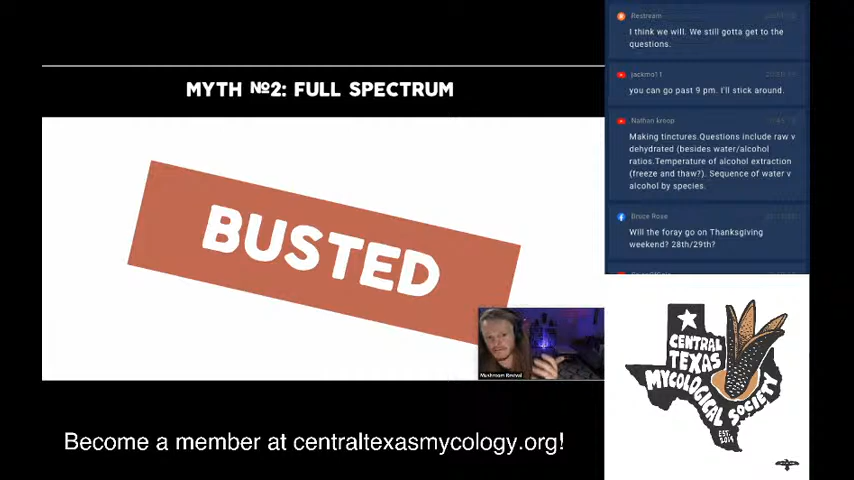 MYTH №2: FULL SPECTRUM
BUSTED
Mushroom Revival
Become a member at centraltexasmycology.org!
Restream
I think we will. We still gotta get to the
questions.
jackmo11
you can go past 9 pm. I'll stick around.
Nathan kroop
Making tinctures.Questions include raw v
dehydrated (besides water/alcohol
ratios.Temperature of alcohol extraction
(freeze and thaw?). Sequence of water v
alcohol by species.
Bruce Rose
Will the foray go on Thanksgiving
weekend? 28th/29th?
CENTRAL
TEXAS
MYCOLOGICAL SOCIETY
EST.
2019